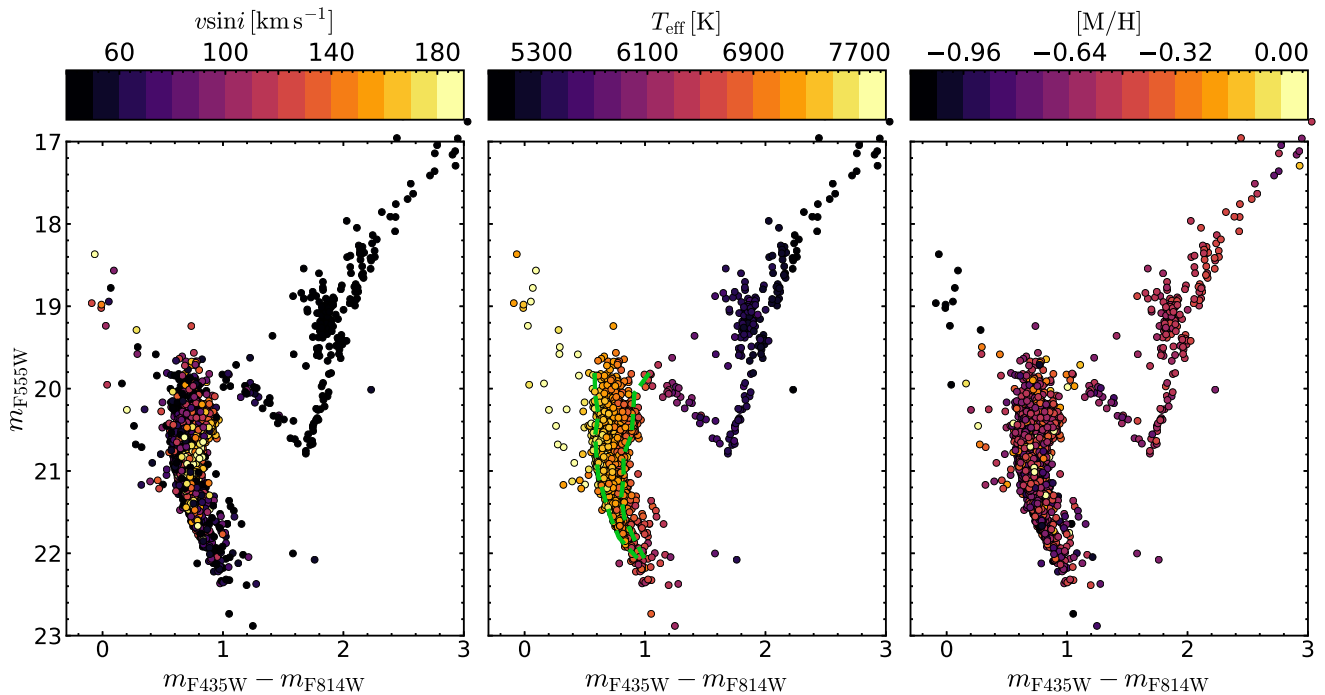 v sin i [km s⁻¹] T_eff [K] [M/H]
60 100 140 180 5300 6100 6900 7700 −0.96 −0.64 −0.32 0.00
17
18
19
20
21
22
23
m_F555W
0 1 2 3 0 1 2 3 0 1 2 3
m_F435W − m_F814W m_F435W − m_F814W m_F435W − m_F814W